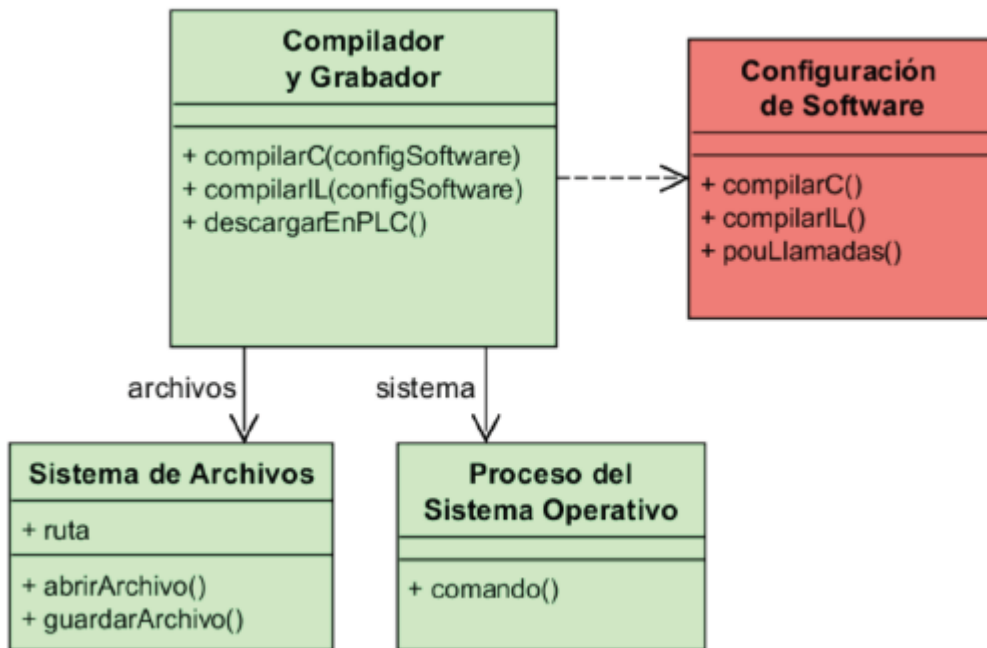 Compilador
y Grabador
+ compilarC(configSoftware)
+ compilarIL(configSoftware)
+ descargarEnPLC()
Configuración
de Software
+ compilarC()
+ compilarIL()
+ pouLlamadas()
archivos
sistema
Sistema de Archivos
+ ruta
+ abrirArchivo()
+ guardarArchivo()
Proceso del
Sistema Operativo
+ comando()